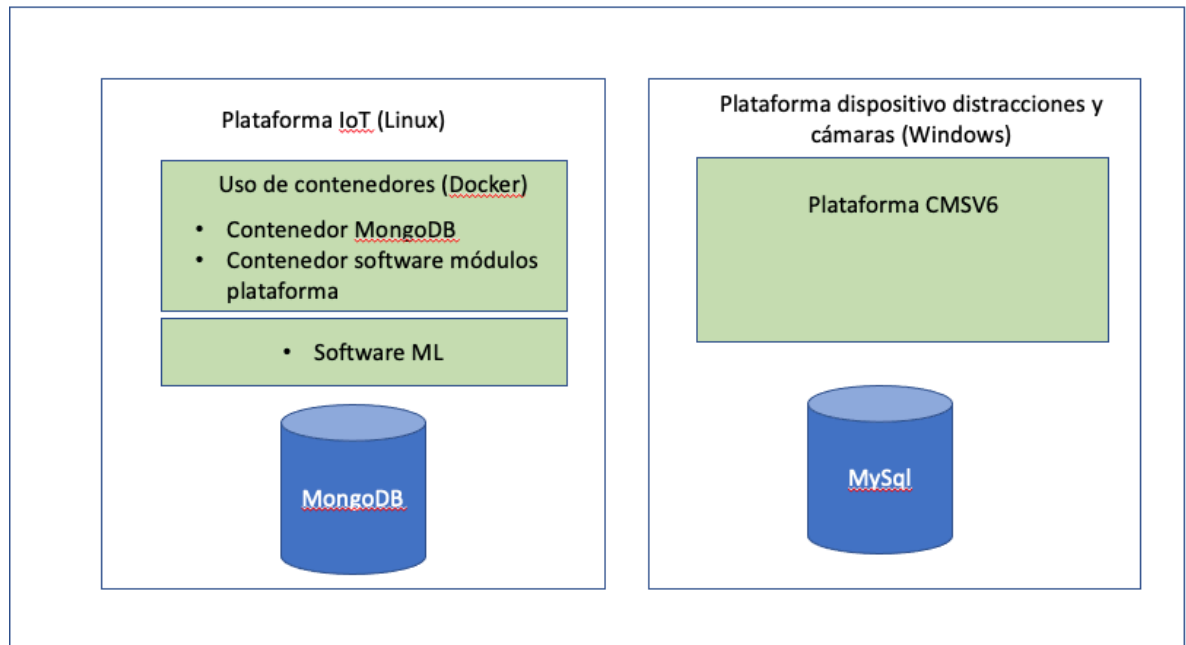 Plataforma IoT (Linux)
Uso de contenedores (Docker)
• Contenedor MongoDB
• Contenedor software módulos
plataforma
• Software ML
MongoDB
Plataforma dispositivo distracciones y
cámaras (Windows)
Plataforma CMSV6
MySql